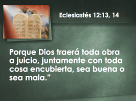 Eclesiastés 12:13, 14
Porque Dios traerá toda obra
a juicio, juntamente con toda
cosa encubierta, sea buena o
sea mala."